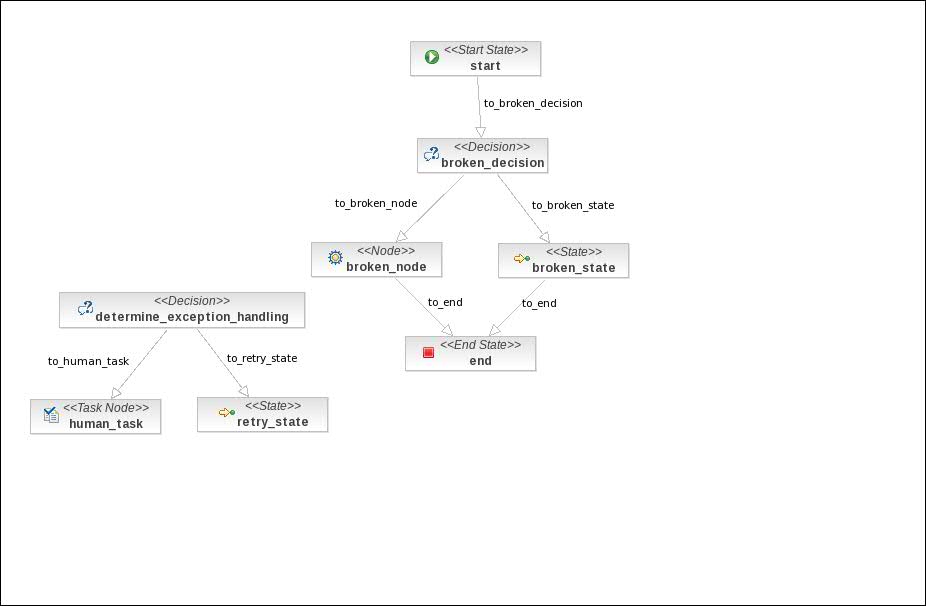 <<Start State>>
start
to_broken_decision
<<Decision>>
broken_decision
to_broken_node
to_broken_state
<<Node>>
broken_node
<<State>>
broken_state
to_end
to_end
<<End State>>
end
<<Decision>>
determine_exception_handling
to_human_task
to_retry_state
<<Task Node>>
human_task
<<State>>
retry_state